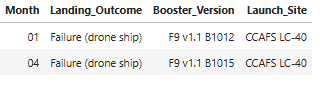 Month Landing_Outcome Booster_Version Launch_Site
01 Failure (drone ship) F9 v1.1 B1012 CCAFS LC-40
04 Failure (drone ship) F9 v1.1 B1015 CCAFS LC-40